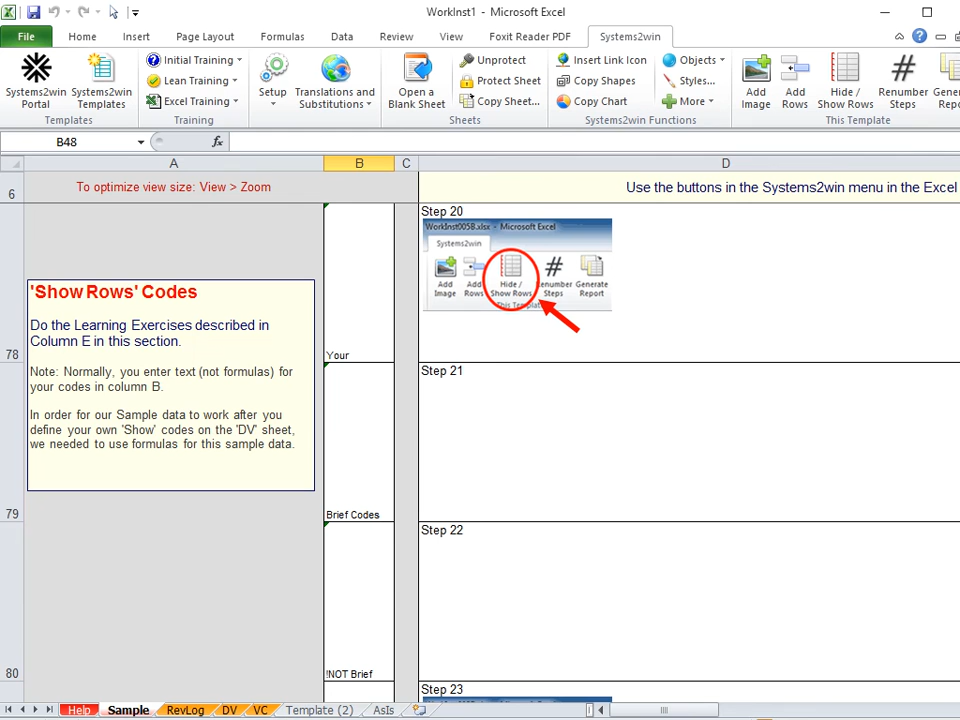 WorkInst1 - Microsoft Excel
File Home Insert Page Layout Formulas Data Review View Foxit Reader PDF Systems2win
Systems2win Portal
Systems2win Templates
Templates
Initial Training
Lean Training
Excel Training
Training
Setup
Translations and Substitutions
Open a Blank Sheet
Unprotect
Protect Sheet
Copy Sheet...
Sheets
Insert Link Icon
Copy Shapes
Copy Chart
Objects
Styles...
More
Systems2win Functions
Add Image
Add Rows
Hide / Show Rows
Renumber Steps
Genera
Repo
This Template
B48
fx
A B C D
6
To optimize view size: View > Zoom
Use the buttons in the Systems2win menu in the Excel
'Show Rows' Codes
Do the Learning Exercises described in
Column E in this section.
Note: Normally, you enter text (not formulas) for
your codes in column B.
In order for our Sample data to work after you
define your own 'Show' codes on the 'DV' sheet,
we needed to use formulas for this sample data.
Step 20
WorkInst005B.xlsx - Microsoft Excel
Systems2win
Add Image
Add Rows
Hide / Show Rows
enumber Steps
Generate Report
This Templat
78
Your
Step 21
79
Brief Codes
Step 22
80
!NOT Brief
Step 23
Help Sample RevLog DV VC Template (2) AsIs